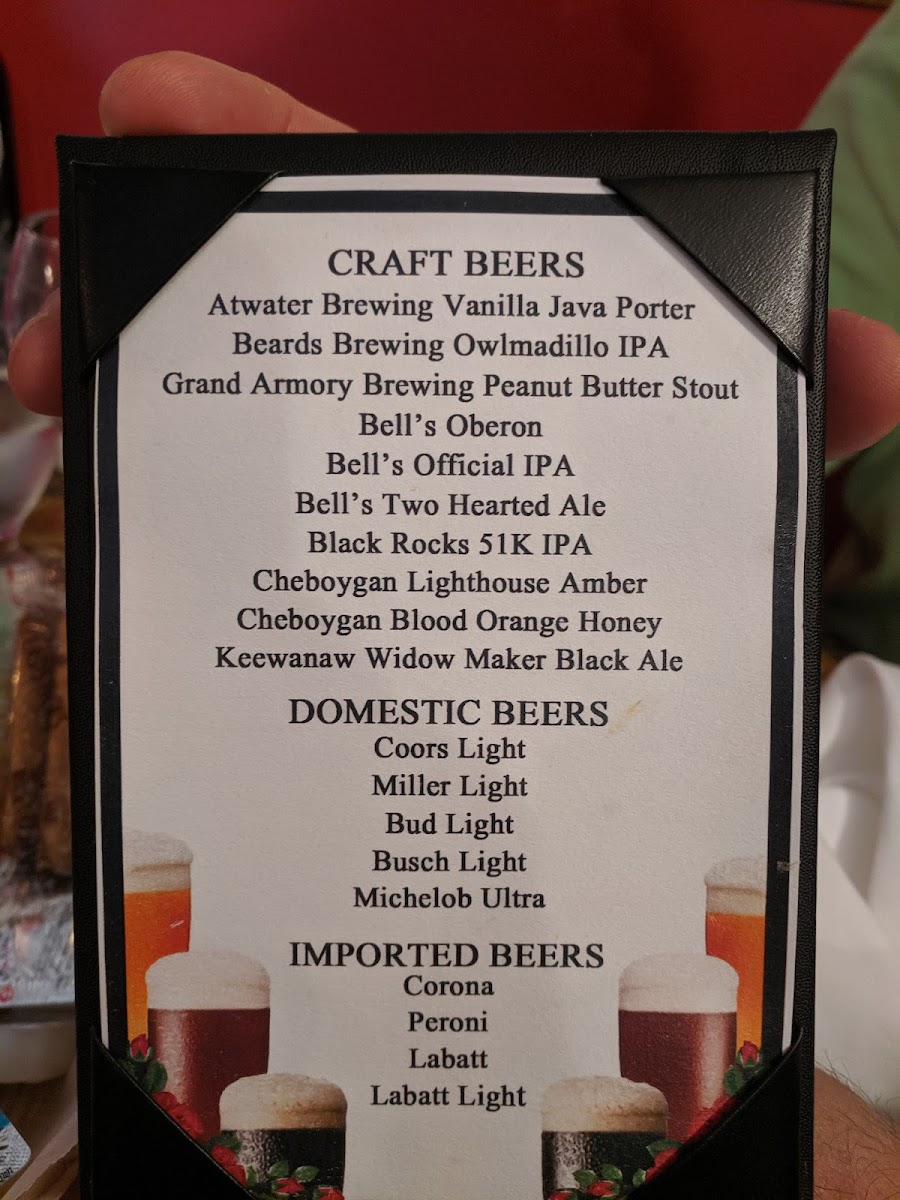 CRAFT BEERS
Atwater Brewing Vanilla Java Porter
Beards Brewing Owlmadillo IPA
Grand Armory Brewing Peanut Butter Stout
Bell's Oberon
Bell's Official IPA
Bell's Two Hearted Ale
Black Rocks 51K IPA
Cheboygan Lighthouse Amber
Cheboygan Blood Orange Honey
Keewanaw Widow Maker Black Ale
DOMESTIC BEERS
Coors Light
Miller Light
Bud Light
Busch Light
Michelob Ultra
IMPORTED BEERS
Corona
Peroni
Labatt
Labatt Light